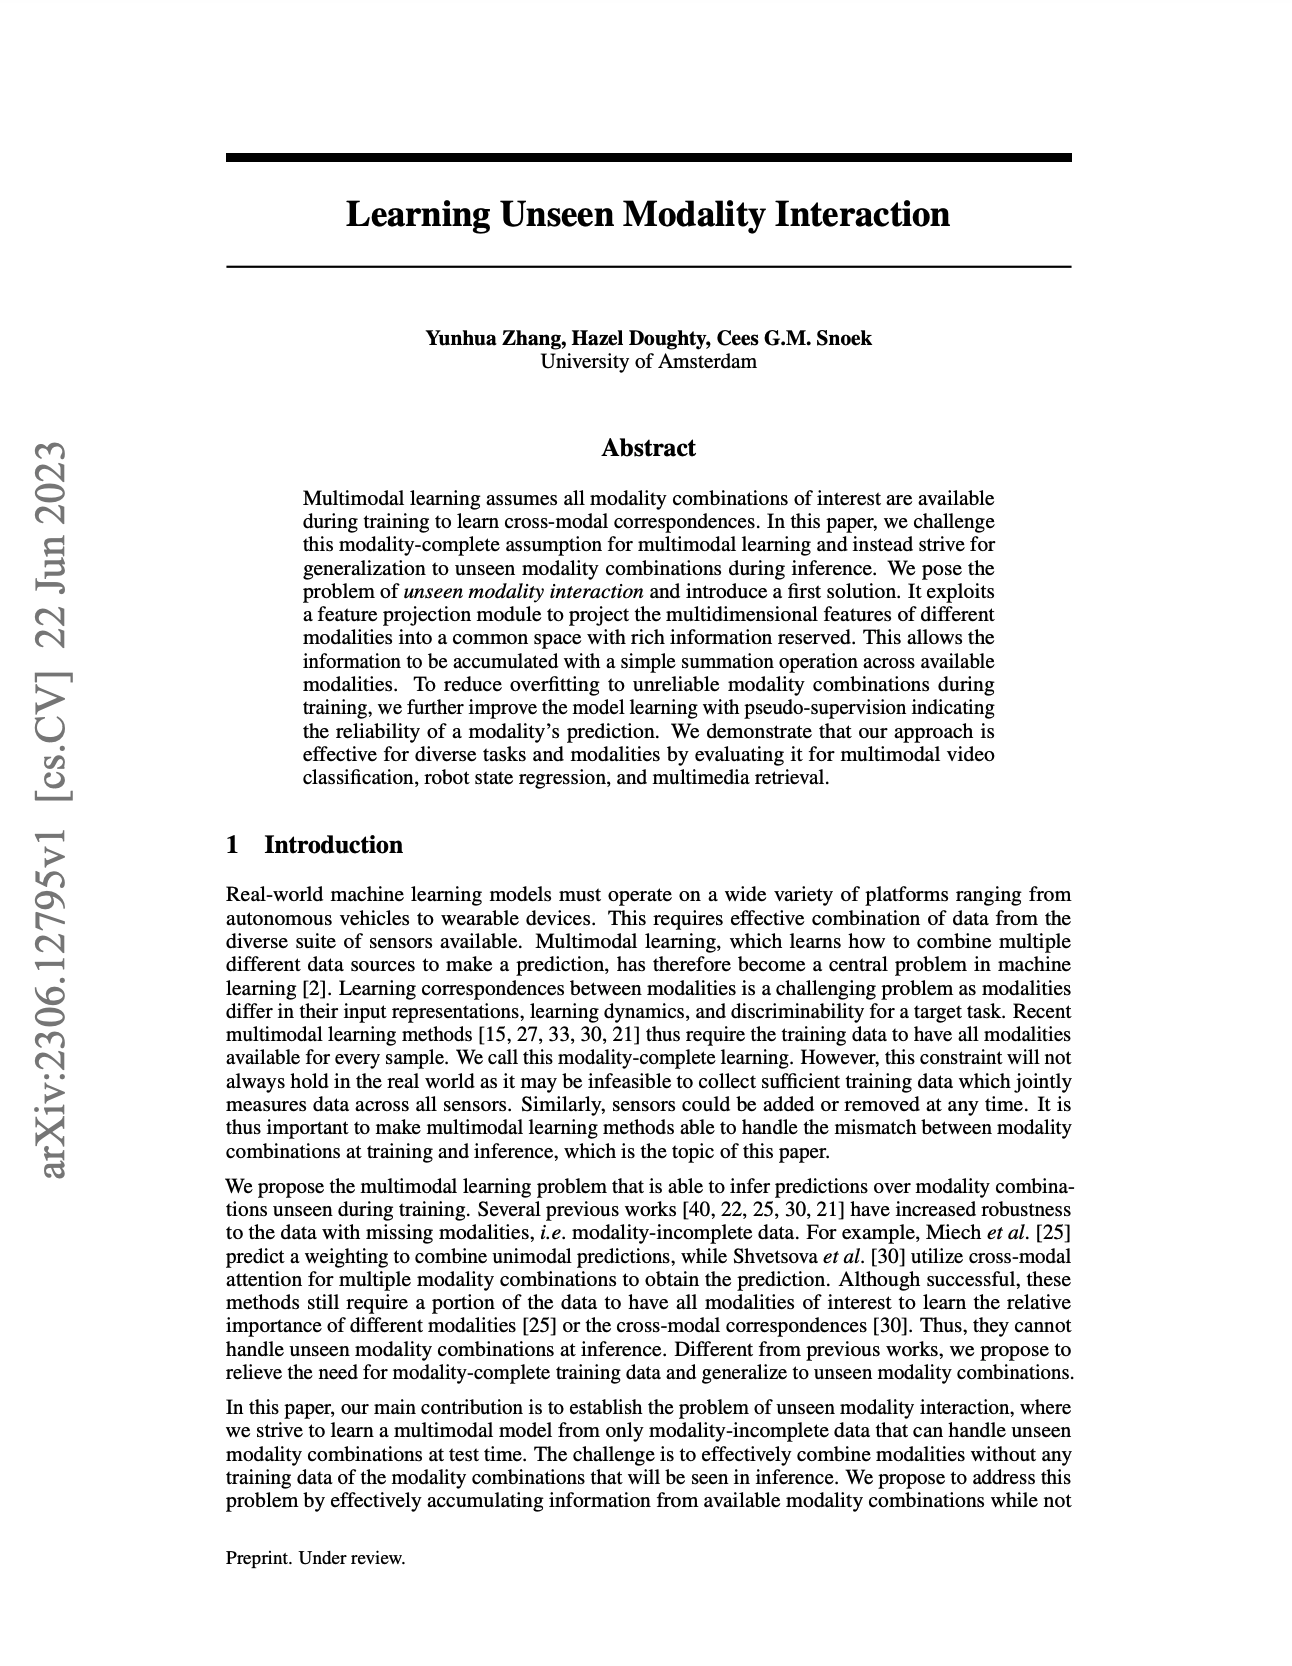 Learning Unseen Modality Interaction
Yunhua Zhang, Hazel Doughty, Cees G.M. Snoek
University of Amsterdam
Abstract
Multimodal learning assumes all modality combinations of interest are available
during training to learn cross-modal correspondences. In this paper, we challenge
this modality-complete assumption for multimodal learning and instead strive for
generalization to unseen modality combinations during inference. We pose the
problem of unseen modality interaction and introduce a first solution. It exploits
a feature projection module to project the multidimensional features of different
modalities into a common space with rich information reserved. This allows the
information to be accumulated with a simple summation operation across available
modalities. To reduce overfitting to unreliable modality combinations during
training, we further improve the model learning with pseudo-supervision indicating
the reliability of a modality's prediction. We demonstrate that our approach is
effective for diverse tasks and modalities by evaluating it for multimodal video
classification, robot state regression, and multimedia retrieval.
1 Introduction
Real-world machine learning models must operate on a wide variety of platforms ranging from
autonomous vehicles to wearable devices. This requires effective combination of data from the
diverse suite of sensors available. Multimodal learning, which learns how to combine multiple
different data sources to make a prediction, has therefore become a central problem in machine
learning [2]. Learning correspondences between modalities is a challenging problem as modalities
differ in their input representations, learning dynamics, and discriminability for a target task. Recent
multimodal learning methods [15, 27, 33, 30, 21] thus require the training data to have all modalities
available for every sample. We call this modality-complete learning. However, this constraint will not
always hold in the real world as it may be infeasible to collect sufficient training data which jointly
measures data across all sensors. Similarly, sensors could be added or removed at any time. It is
thus important to make multimodal learning methods able to handle the mismatch between modality
combinations at training and inference, which is the topic of this paper.
We propose the multimodal learning problem that is able to infer predictions over modality combina-
tions unseen during training. Several previous works [40, 22, 25, 30, 21] have increased robustness
to the data with missing modalities, i.e. modality-incomplete data. For example, Miech et al. [25]
predict a weighting to combine unimodal predictions, while Shvetsova et al. [30] utilize cross-modal
attention for multiple modality combinations to obtain the prediction. Although successful, these
methods still require a portion of the data to have all modalities of interest to learn the relative
importance of different modalities [25] or the cross-modal correspondences [30]. Thus, they cannot
handle unseen modality combinations at inference. Different from previous works, we propose to
relieve the need for modality-complete training data and generalize to unseen modality combinations.
In this paper, our main contribution is to establish the problem of unseen modality interaction, where
we strive to learn a multimodal model from only modality-incomplete data that can handle unseen
modality combinations at test time. The challenge is to effectively combine modalities without any
training data of the modality combinations that will be seen in inference. We propose to address this
problem by effectively accumulating information from available modality combinations while not
Preprint. Under review.
arXiv:2306.12795v1 [cs.CV] 22 Jun 2023